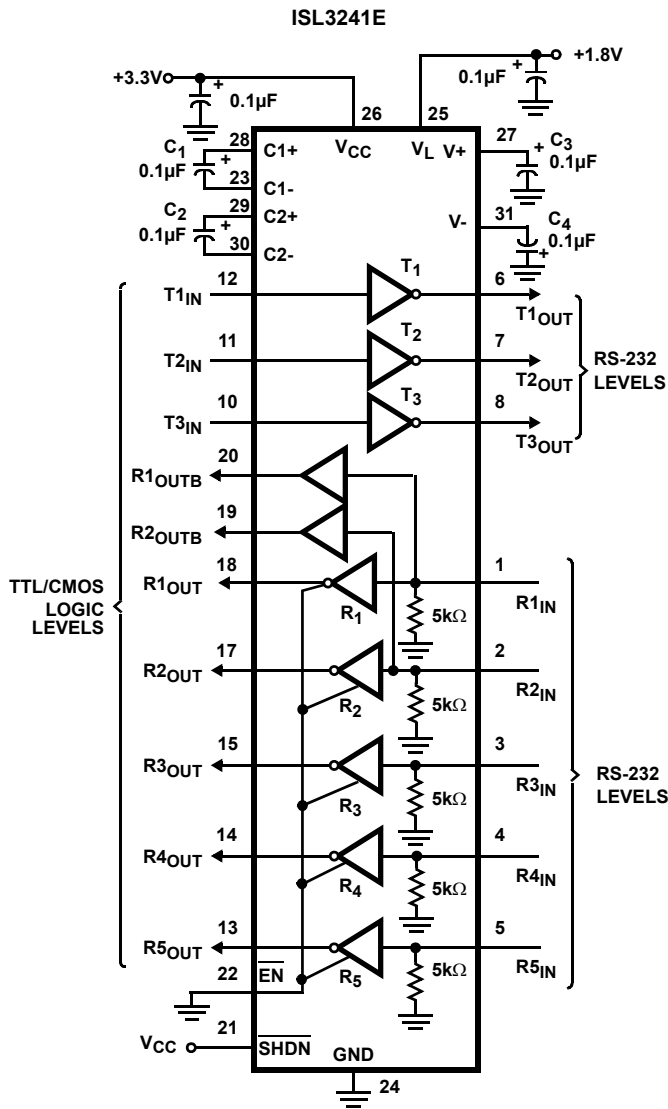 ISL3241E
+3.3V
+
0.1µF
+1.8V
0.1µF +
26
25
VCC
VL
V+
27
+
C3
0.1µF
28
C1+
C1
0.1µF
+
23
C1-
29
C2+
C2
0.1µF
+
30
C2-
V-
31
C4
0.1µF
+
T1IN
12
T1
6
T1OUT
T2IN
11
T2
7
T2OUT
T3IN
10
T3
8
T3OUT
RS-232
LEVELS
R1OUTB
20
R2OUTB
19
TTL/CMOS
LOGIC
LEVELS
R1OUT
18
R1
5kΩ
1
R1IN
R2OUT
17
R2
5kΩ
2
R2IN
R3OUT
15
R3
5kΩ
3
R3IN
R4OUT
14
R4
5kΩ
4
R4IN
R5OUT
13
R5
5kΩ
5
R5IN
RS-232
LEVELS
22
EN
21
VCC
SHDN
GND
24